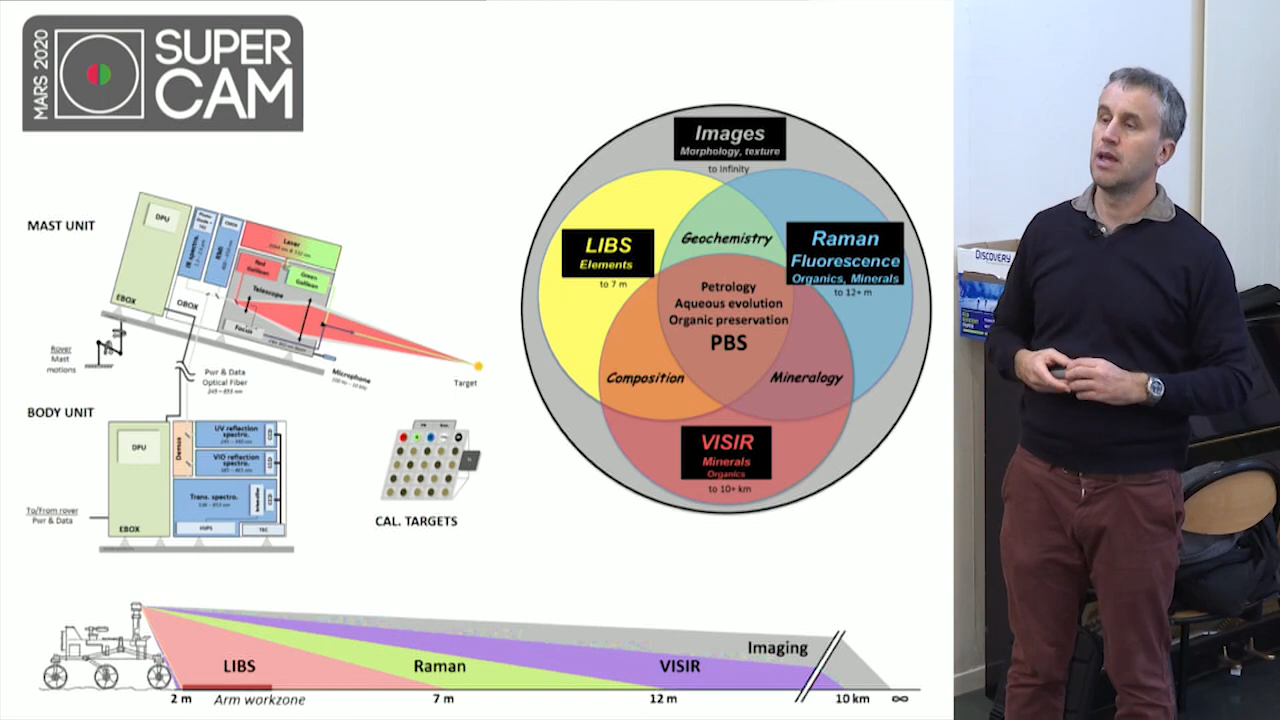 MARS 2020
SUPER
CAM
MAST UNIT
DPU
EBOX
OBOX
Laser
Red
Galilean
Green
Galilean
Telescope
Focus
Rover
Mast
motions
Pwr & Data
Optical Fiber
Microphone
Target
BODY UNIT
DPU
EBOX
Demux
UV reflection
spectro.
VIO reflection
spectro.
Trans. spectro.
HVPS
TEC
To/From rover
Pwr & Data
CAL. TARGETS
Images
Morphology, texture
to Infinity
LIBS
Elements
to 7 m
Geochemistry
Raman
Fluorescence
Organics, Minerals
to 12+ m
Petrology
Aqueous evolution
Organic preservation
PBS
Composition
Mineralogy
VISIR
Minerals
Organics
to 10+ km
LIBS
Raman
VISIR
Imaging
2 m
Arm workzone
7 m
12 m
10 km
∞
DISCOVERY